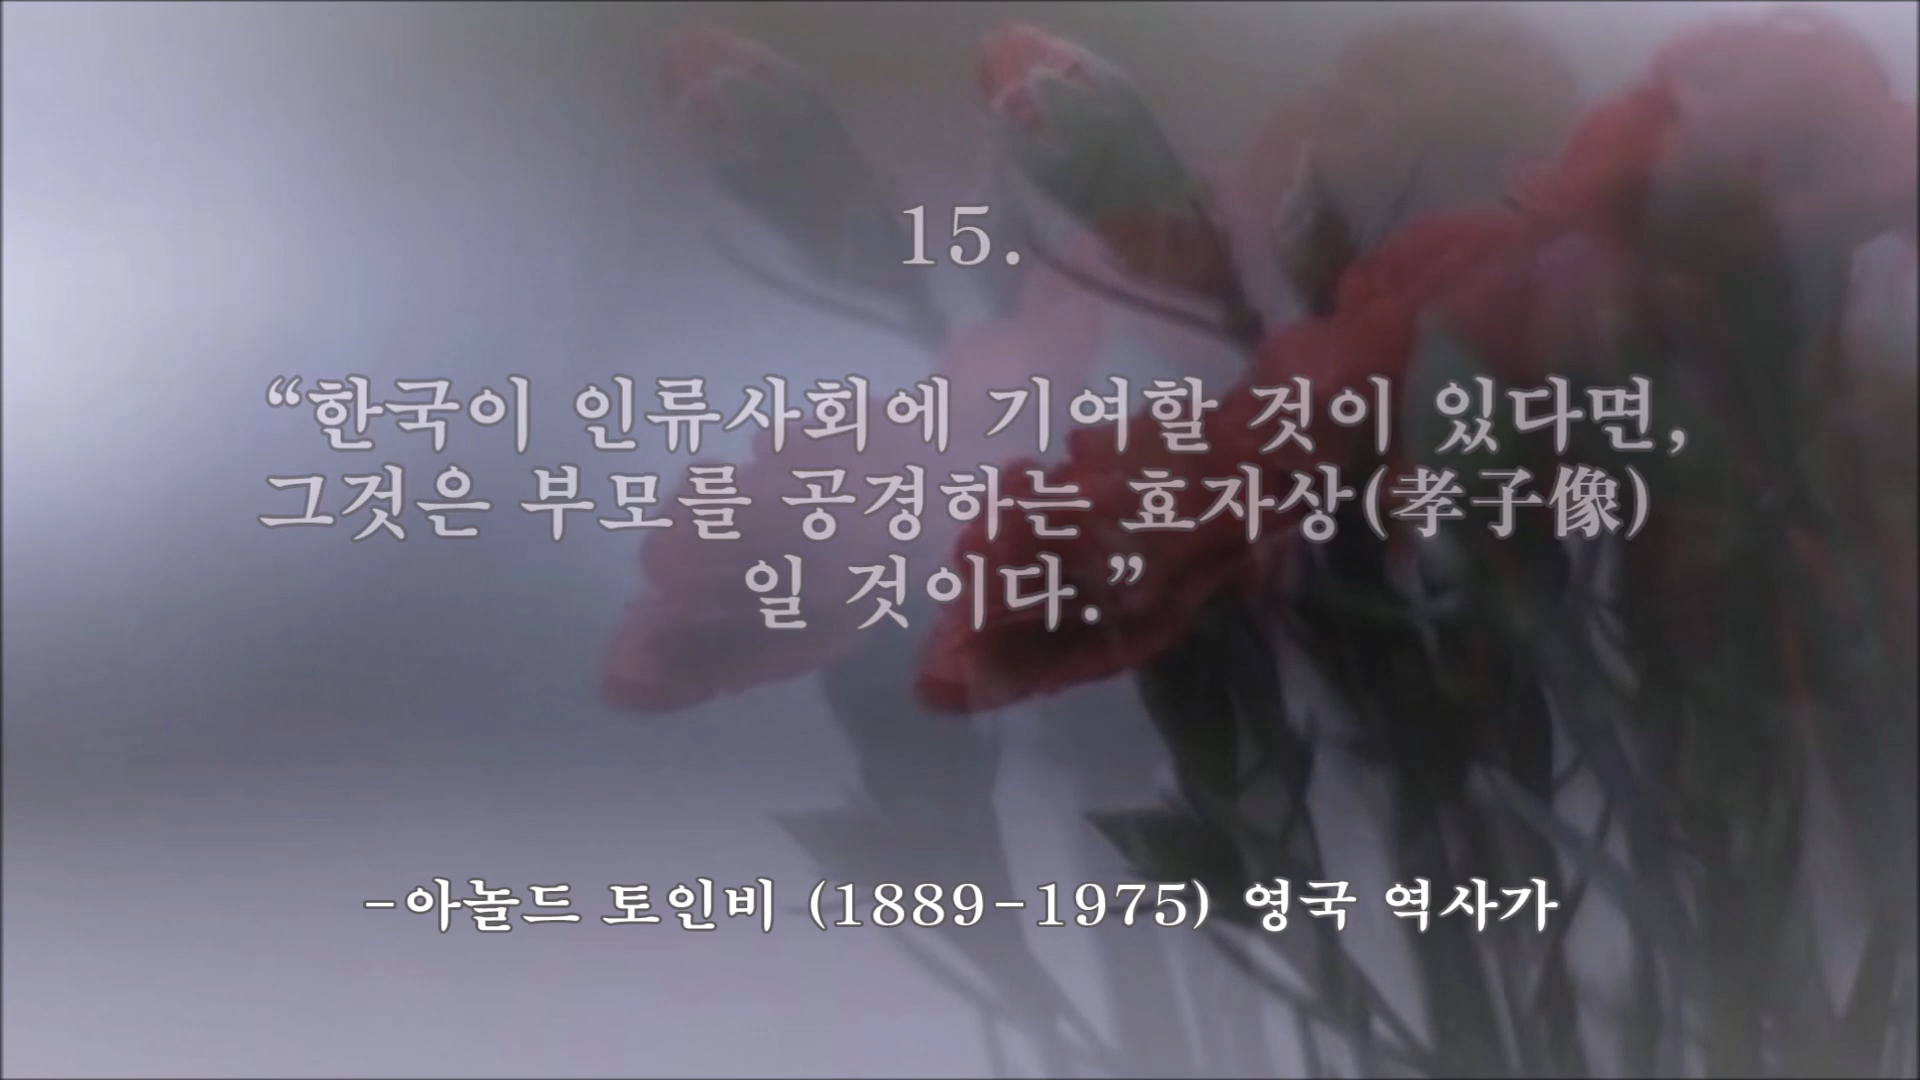 15.
“한국이 인류사회에 기여할 것이 있다면,
그것은 부모를 공경하는 효자상(孝子像)
일 것이다.”
-아놀드 토인비 (1889-1975) 영국 역사가